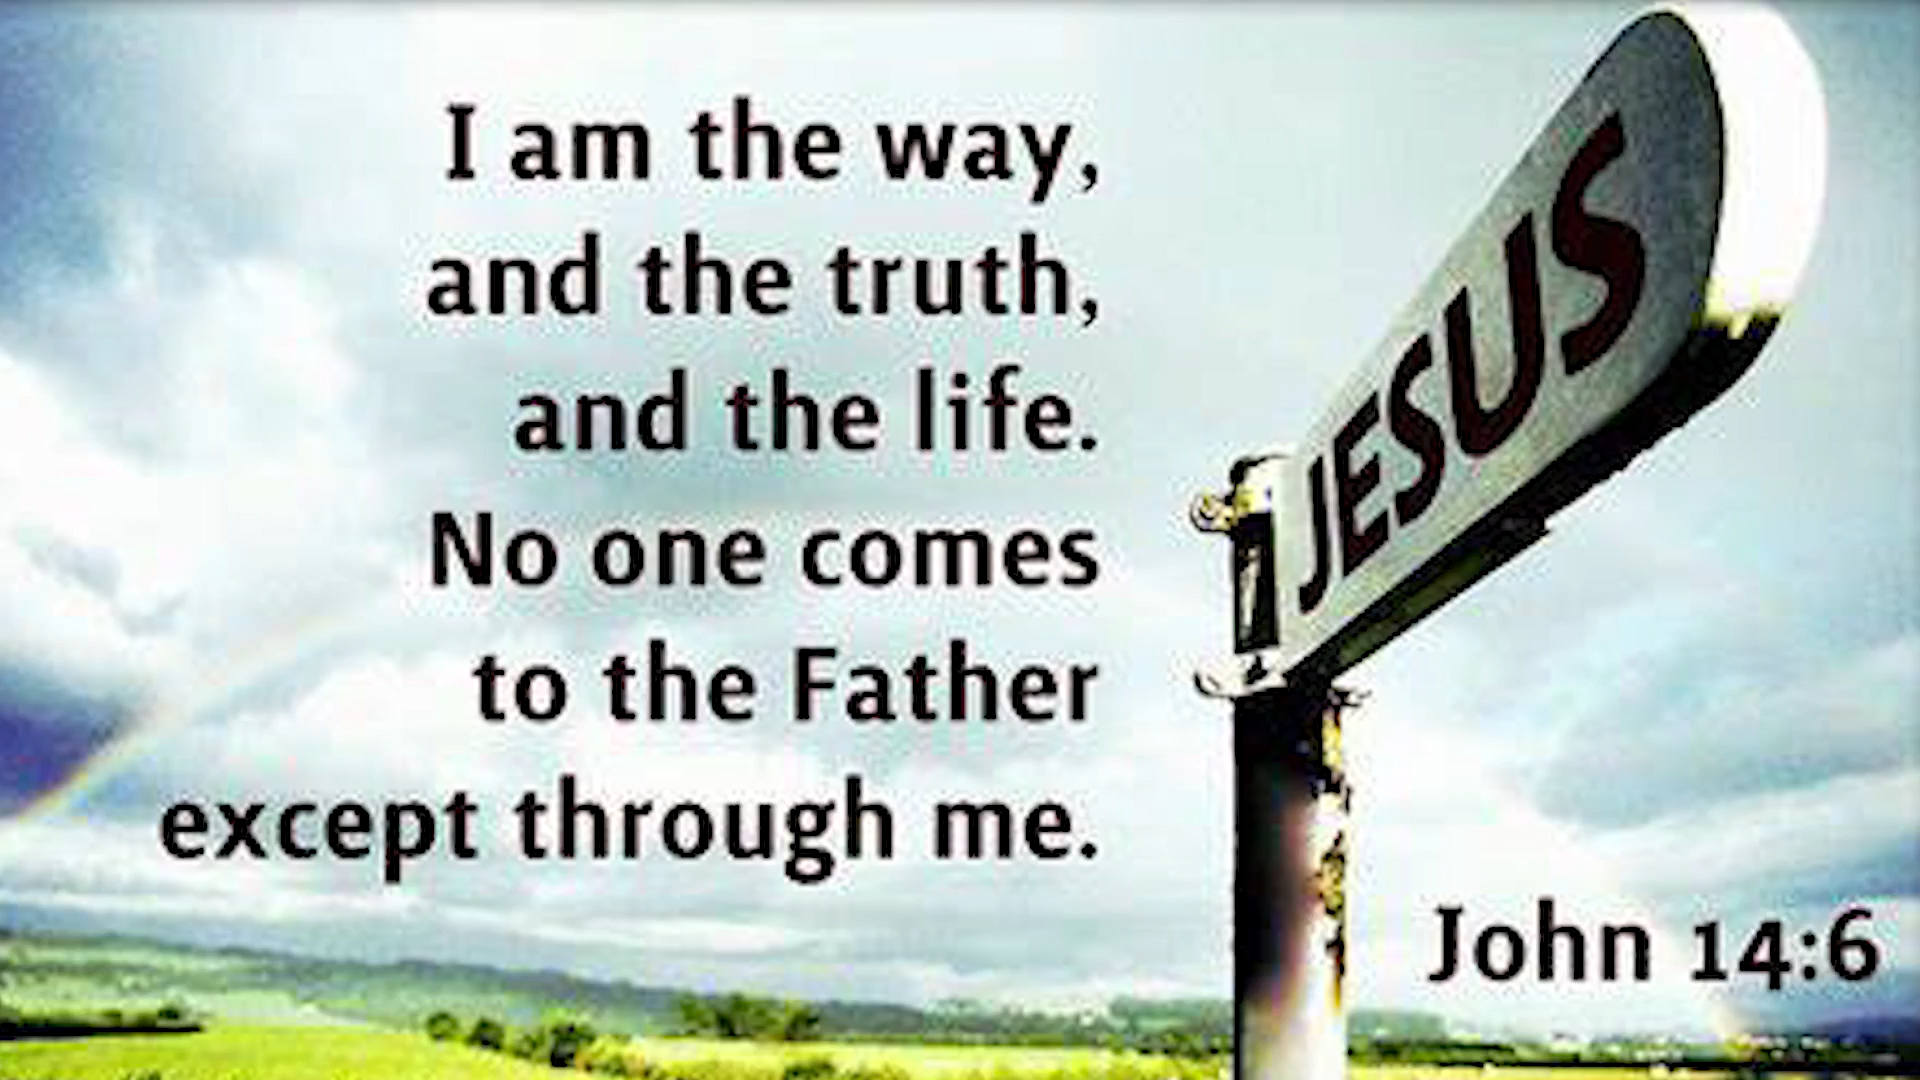 I am the way,
and the truth,
and the life.
No one comes
to the Father
except through me.
JESUS
John 14:6